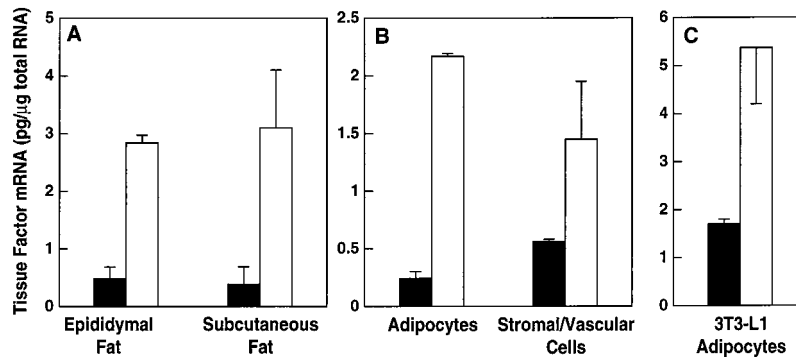 Tissue Factor mRNA (pg/µg total RNA)
A
5
4
3
2
1
0
Epididymal
Fat
Subcutaneous
Fat
B
2.5
2
1.5
1
0.5
0
Adipocytes
Stromal/Vascular
Cells
C
6
5
4
3
2
1
0
3T3-L1
Adipocytes